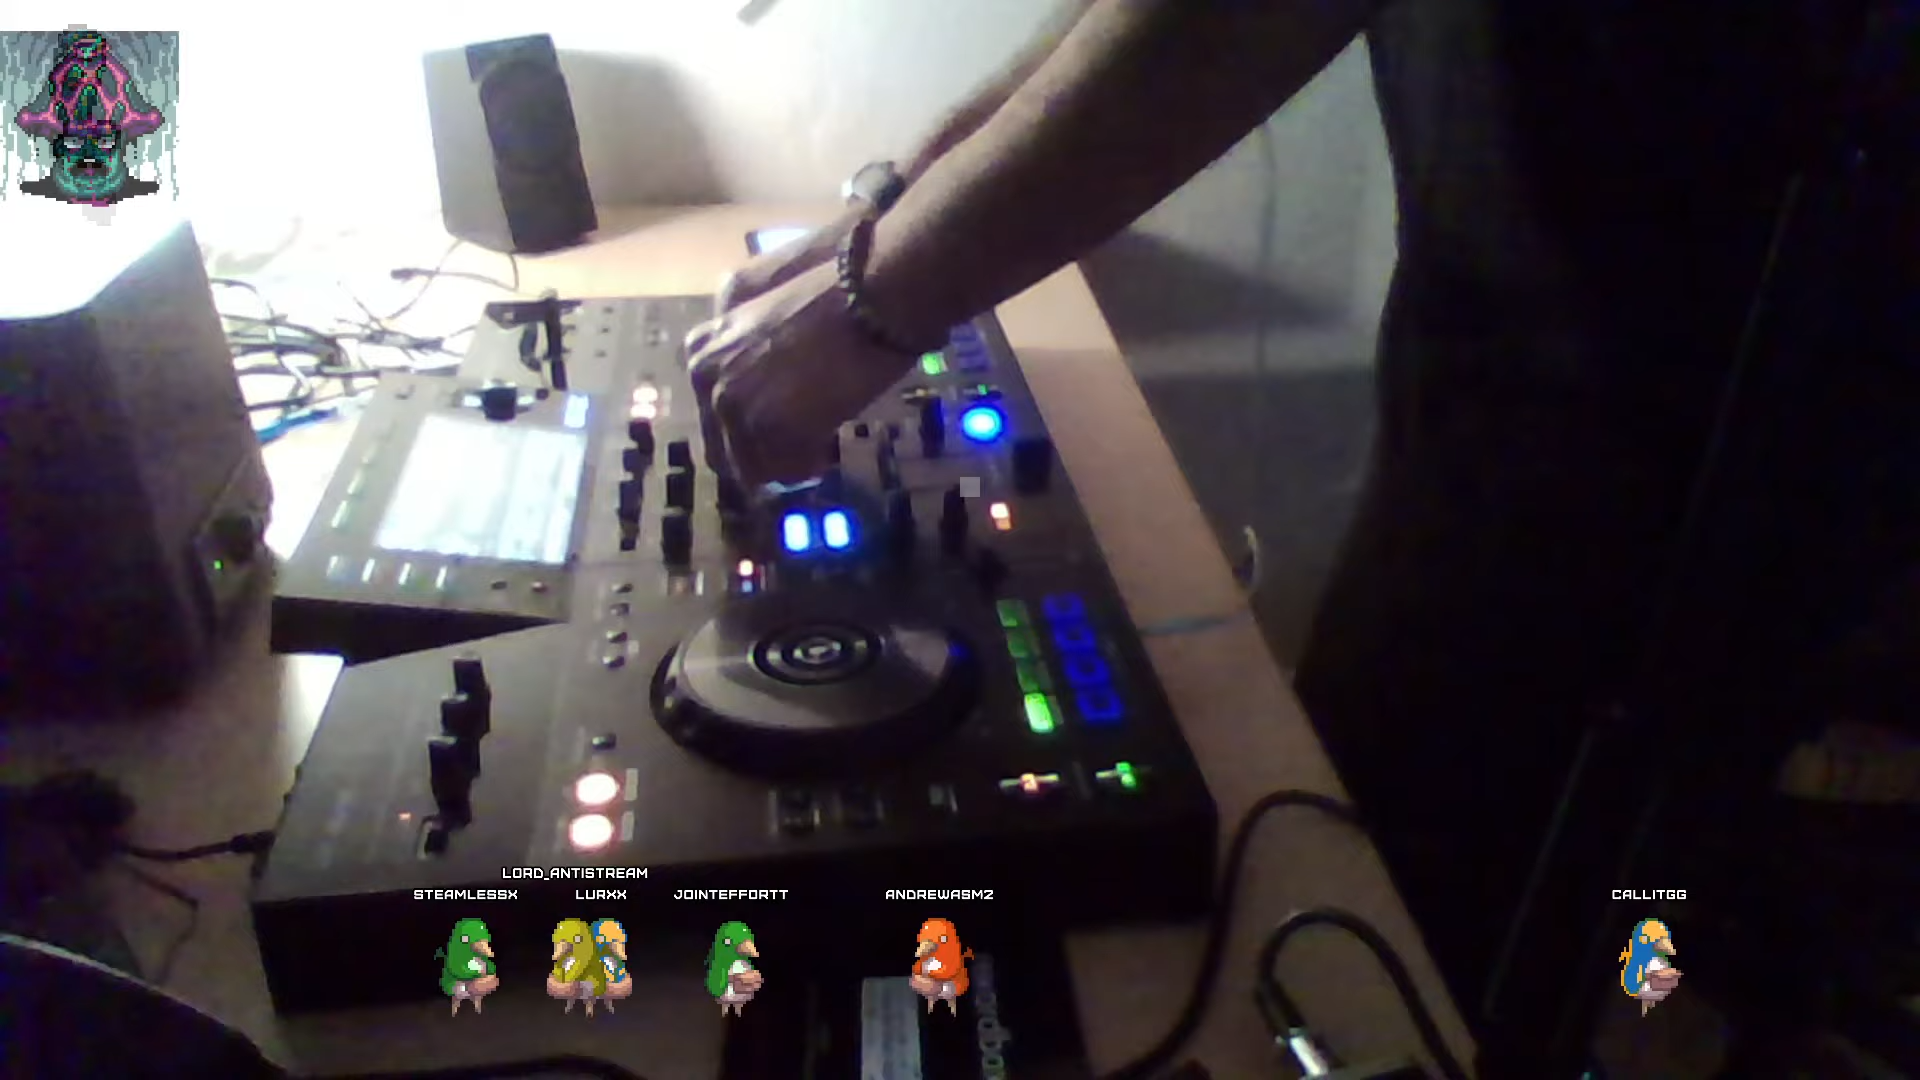 LORD_ANTISTREAM
STEAMLESSX
LURXX
JOINTEFFORTT
ANDREWASM2
CALLITGG